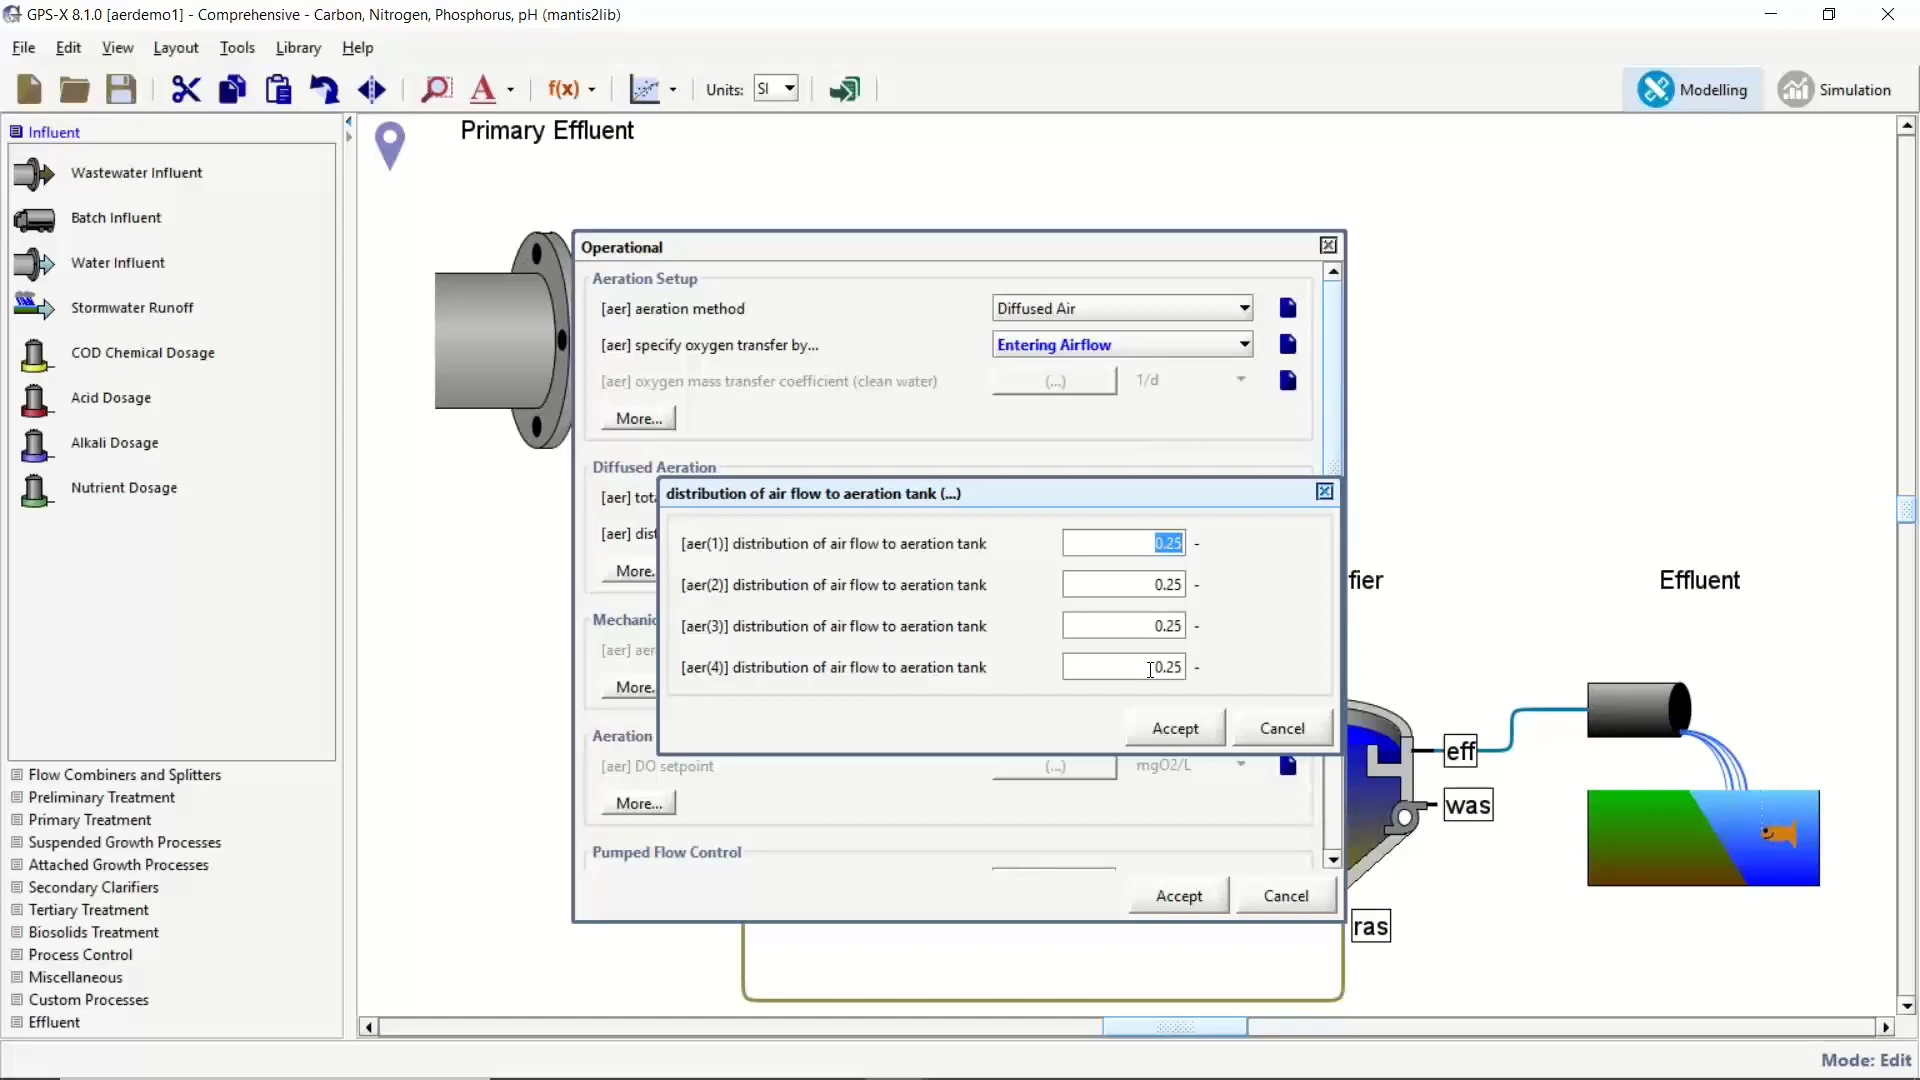 GPS-X 8.1.0 [aerdemo1] - Comprehensive - Carbon, Nitrogen, Phosphorus, pH (mantis2lib)
File Edit View Layout Tools Library Help
A f(x) Units: SI Modelling Simulation
Influent
Wastewater Influent
Batch Influent
Water Influent
Stormwater Runoff
COD Chemical Dosage
Acid Dosage
Alkali Dosage
Nutrient Dosage
Flow Combiners and Splitters
Preliminary Treatment
Primary Treatment
Suspended Growth Processes
Attached Growth Processes
Secondary Clarifiers
Tertiary Treatment
Biosolids Treatment
Process Control
Miscellaneous
Custom Processes
Effluent
Primary Effluent
Operational
Aeration Setup
[aer] aeration method Diffused Air
[aer] specify oxygen transfer by... Entering Airflow
[aer] oxygen mass transfer coefficient (clean water) (...) 1/d
More...
Diffused Aeration
[aer] tot
[aer] dist
More.
Mechanic
[aer] aer
More.
Aeration
[aer] DO setpoint (...) mgO2/L
More...
Pumped Flow Control
Accept Cancel
distribution of air flow to aeration tank (...)
[aer(1)] distribution of air flow to aeration tank 0.25 -
[aer(2)] distribution of air flow to aeration tank 0.25 -
[aer(3)] distribution of air flow to aeration tank 0.25 -
[aer(4)] distribution of air flow to aeration tank 0.25 -
Accept Cancel
fier
Effluent
eff
was
ras
Mode: Edit